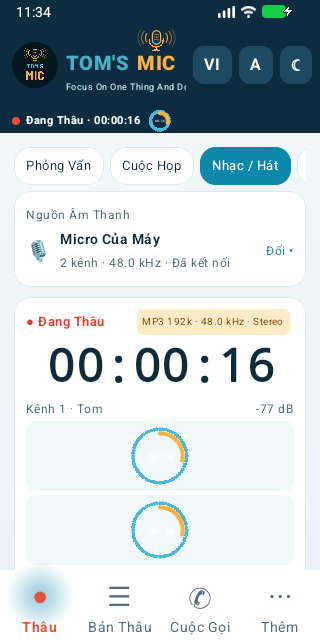 11:34
TOM'S
MIC
TOM'S MIC
Focus On One Thing And Do
VI
A
Đang Thâu · 00:00:16
Phỏng Vấn
Cuộc Họp
Nhạc / Hát
Nguồn Âm Thanh
Micro Của Máy
2 kênh · 48.0 kHz · Đã kết nối
Đổi
Đang Thâu
MP3 192k · 48.0 kHz · Stereo
00:00:16
Kênh 1 · Tom
-77 dB
Thâu
Bản Thâu
Cuộc Gọi
Thêm